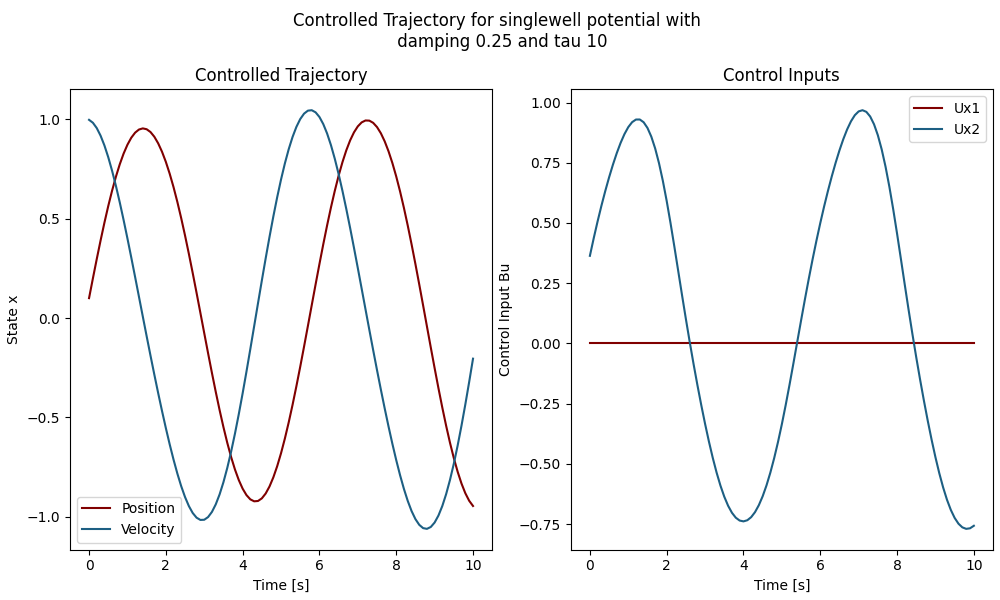 Controlled Trajectory for singlewell potential with
damping 0.25 and tau 10
Controlled Trajectory
State x
1.0
0.5
0.0
−0.5
−1.0
Position
Velocity
0 2 4 6 8 10
Time [s]
Control Inputs
Control Input Bu
1.00
0.75
0.50
0.25
0.00
−0.25
−0.50
−0.75
Ux1
Ux2
0 2 4 6 8 10
Time [s]